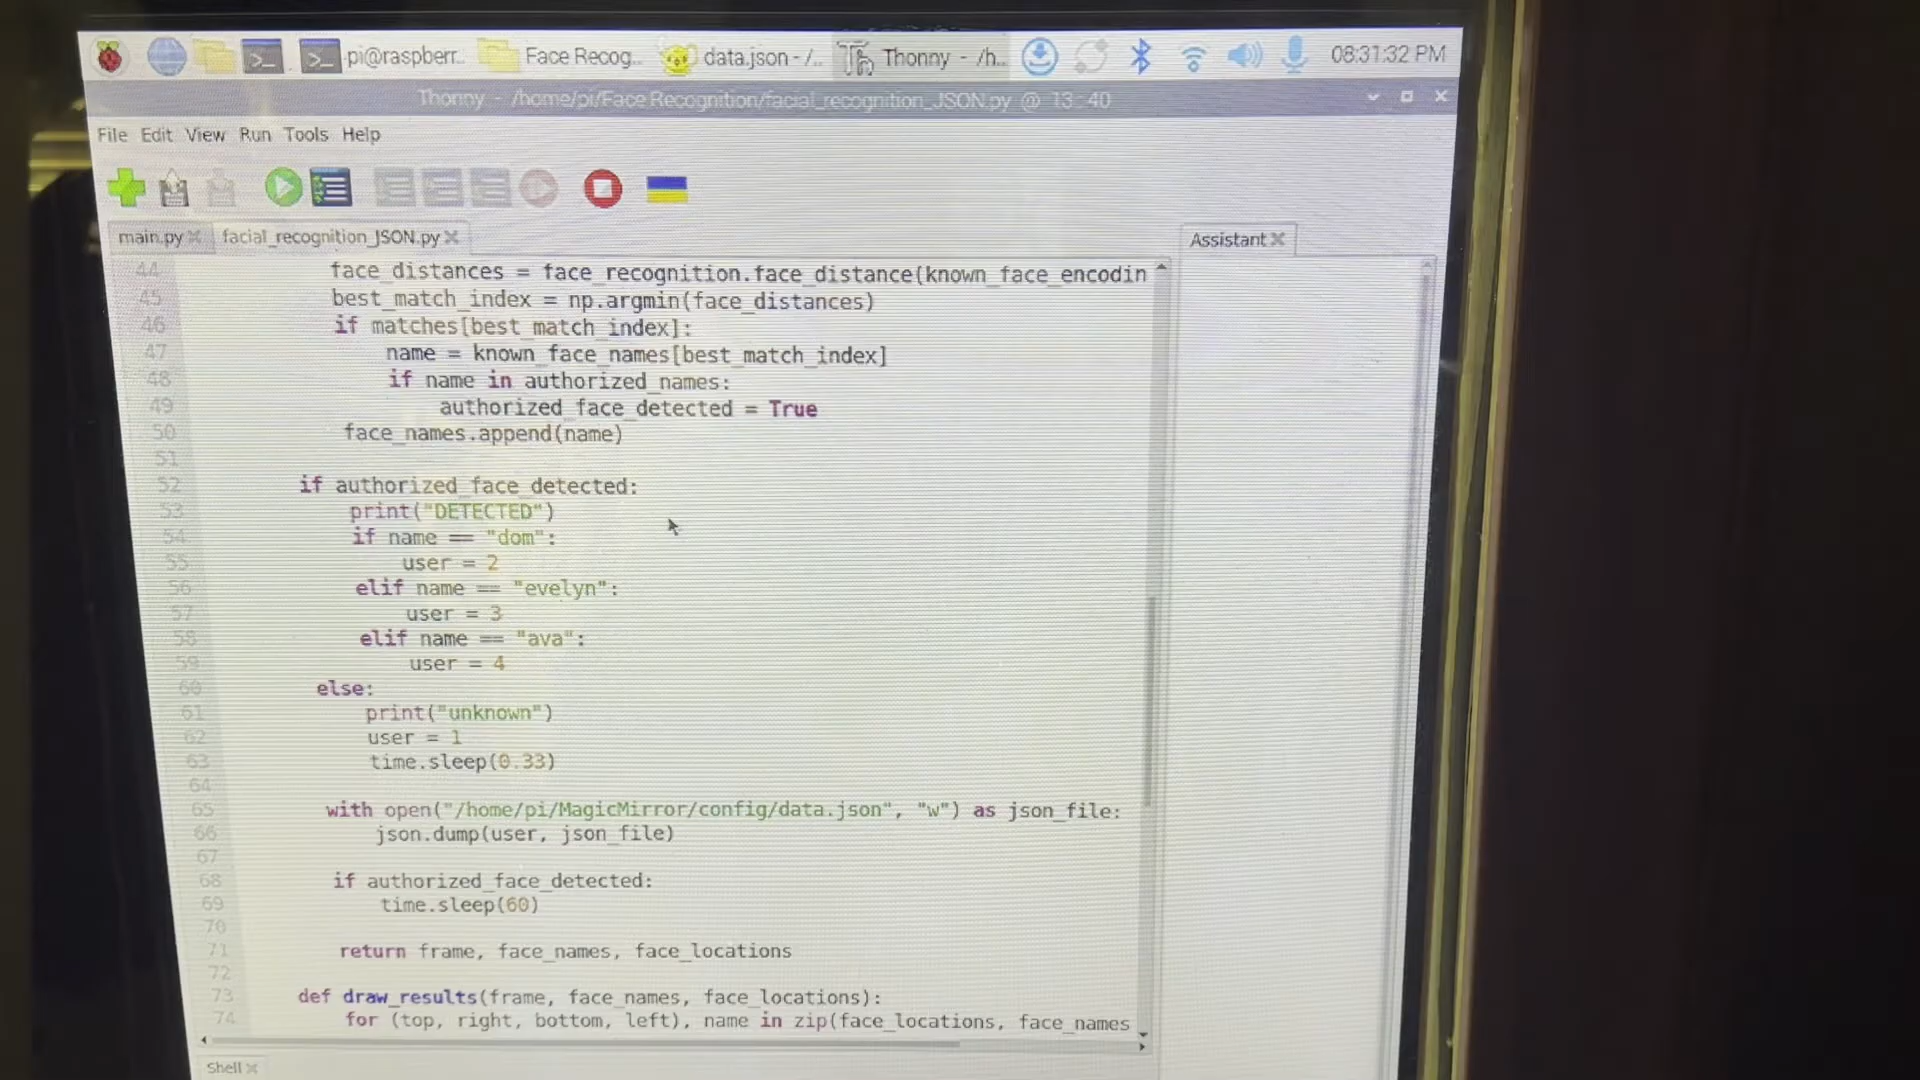 pi@raspberr.. Face Recog... data.json - /... Thonny - /h... 08:31:32 PM
Thonny - /home/pi/Face Recognition/facial_recognition_JSON.py @ 13:40
File Edit View Run Tools Help
main.py facial_recognition_JSON.py Assistant
44 face_distances = face_recognition.face_distance(known_face_encodin
45 best_match_index = np.argmin(face_distances)
46 if matches[best_match_index]:
47 name = known_face_names[best_match_index]
48 if name in authorized_names:
49 authorized_face_detected = True
50 face_names.append(name)
51
52 if authorized_face_detected:
53 print("DETECTED")
54 if name == "dom":
55 user = 2
56 elif name == "evelyn":
57 user = 3
58 elif name == "ava":
59 user = 4
60 else:
61 print("unknown")
62 user = 1
63 time.sleep(0.33)
64
65 with open("/home/pi/MagicMirror/config/data.json", "w") as json_file:
66 json.dump(user, json_file)
67
68 if authorized_face_detected:
69 time.sleep(60)
70
71 return frame, face_names, face_locations
72
73 def draw_results(frame, face_names, face_locations):
74 for (top, right, bottom, left), name in zip(face_locations, face_names
Shell